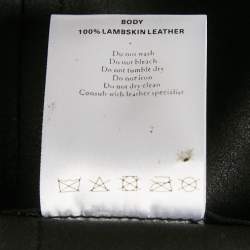 BODY
100% LAMBSKIN LEATHER
Do not wash
Do not bleach
Do not tumble dry
Do not iron
Do not dry clean
Consult with leather specialist